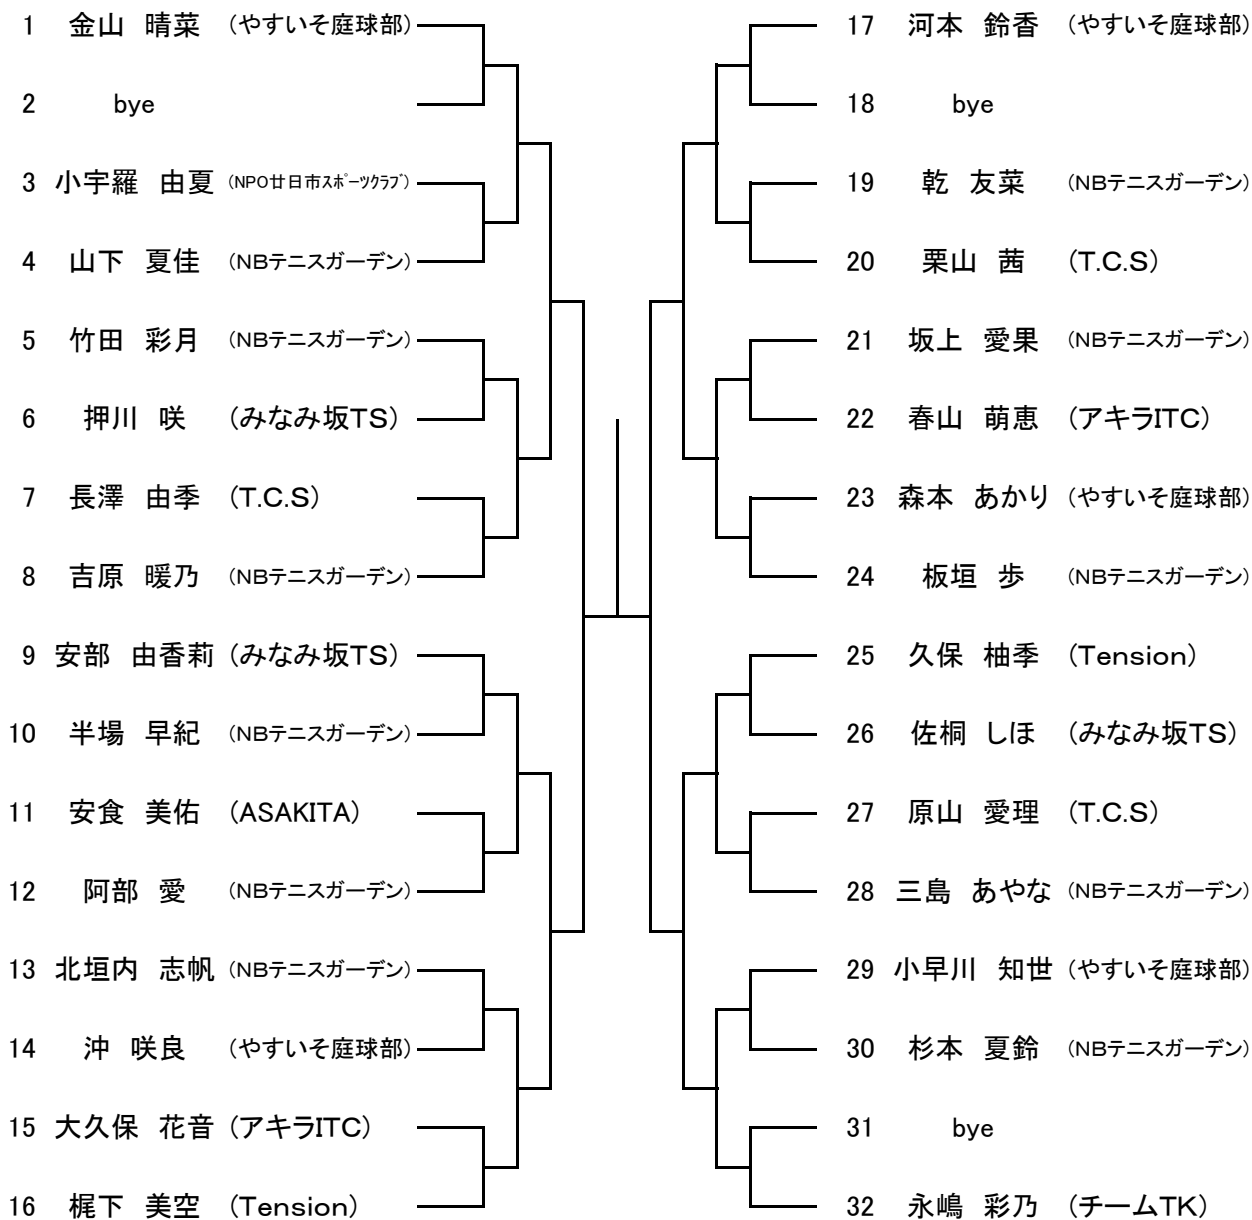 1 金山 晴菜 (やすいそ庭球部)
2 bye
3 小宇羅 由夏 (NPO廿日市スポーツクラブ)
4 山下 夏佳 (NBテニスガーデン)
5 竹田 彩月 (NBテニスガーデン)
6 押川 咲 (みなみ坂TS)
7 長澤 由季 (T.C.S)
8 吉原 暖乃 (NBテニスガーデン)
9 安部 由香莉 (みなみ坂TS)
10 半場 早紀 (NBテニスガーデン)
11 安食 美佑 (ASAKITA)
12 阿部 愛 (NBテニスガーデン)
13 北垣内 志帆 (NBテニスガーデン)
14 沖 咲良 (やすいそ庭球部)
15 大久保 花音 (アキラITC)
16 梶下 美空 (Tension)
17 河本 鈴香 (やすいそ庭球部)
18 bye
19 乾 友菜 (NBテニスガーデン)
20 栗山 茜 (T.C.S)
21 坂上 愛果 (NBテニスガーデン)
22 春山 萌恵 (アキラITC)
23 森本 あかり (やすいそ庭球部)
24 板垣 歩 (NBテニスガーデン)
25 久保 柚季 (Tension)
26 佐桐 しほ (みなみ坂TS)
27 原山 愛理 (T.C.S)
28 三島 あやな (NBテニスガーデン)
29 小早川 知世 (やすいそ庭球部)
30 杉本 夏鈴 (NBテニスガーデン)
31 bye
32 永嶋 彩乃 (チームTK)